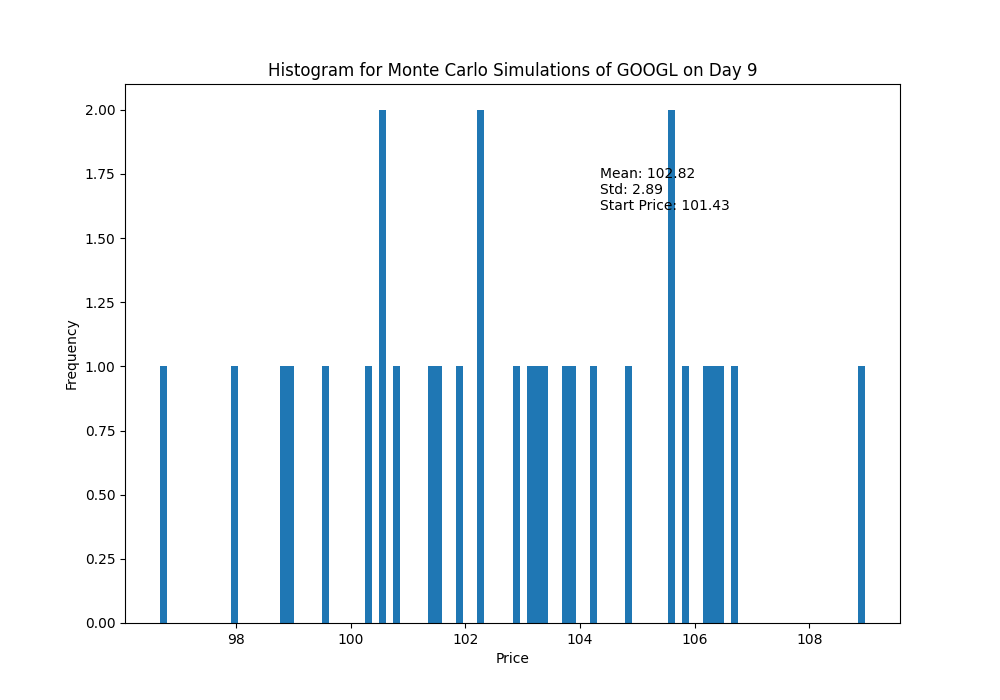 Histogram for Monte Carlo Simulations of GOOGL on Day 9
2.00
1.75
1.50
1.25
1.00
0.75
0.50
0.25
0.00
Frequency
Mean: 102.82
Std: 2.89
Start Price: 101.43
98 100 102 104 106 108
Price